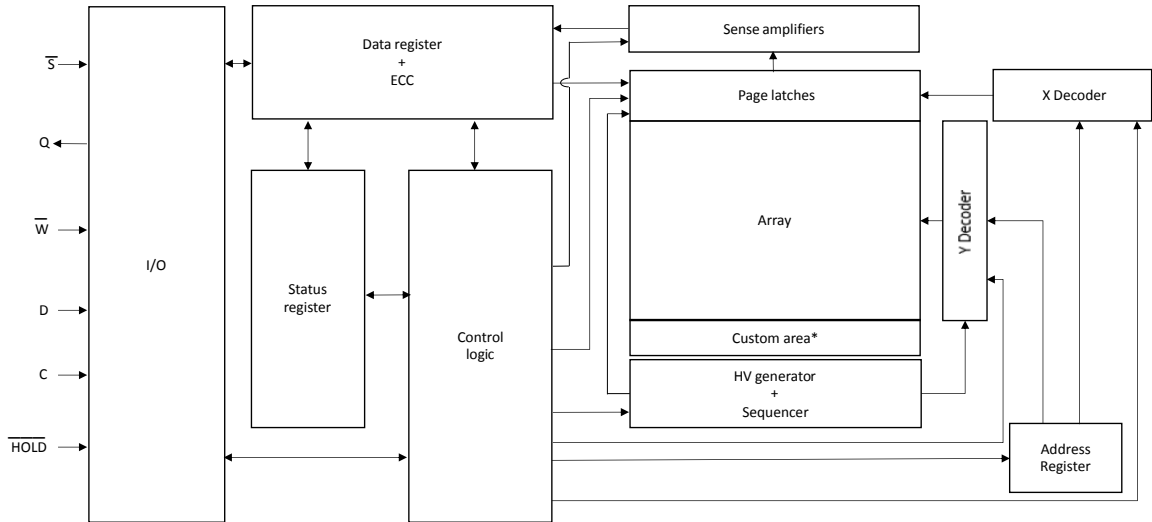 S̅
Q
W̅
D
C
H̅O̅L̅D̅
I/O
Data register
+
ECC
Status
register
Control
logic
Sense amplifiers
Page latches
Array
Custom area*
HV generator
+
Sequencer
Y Decoder
X Decoder
Address
Register